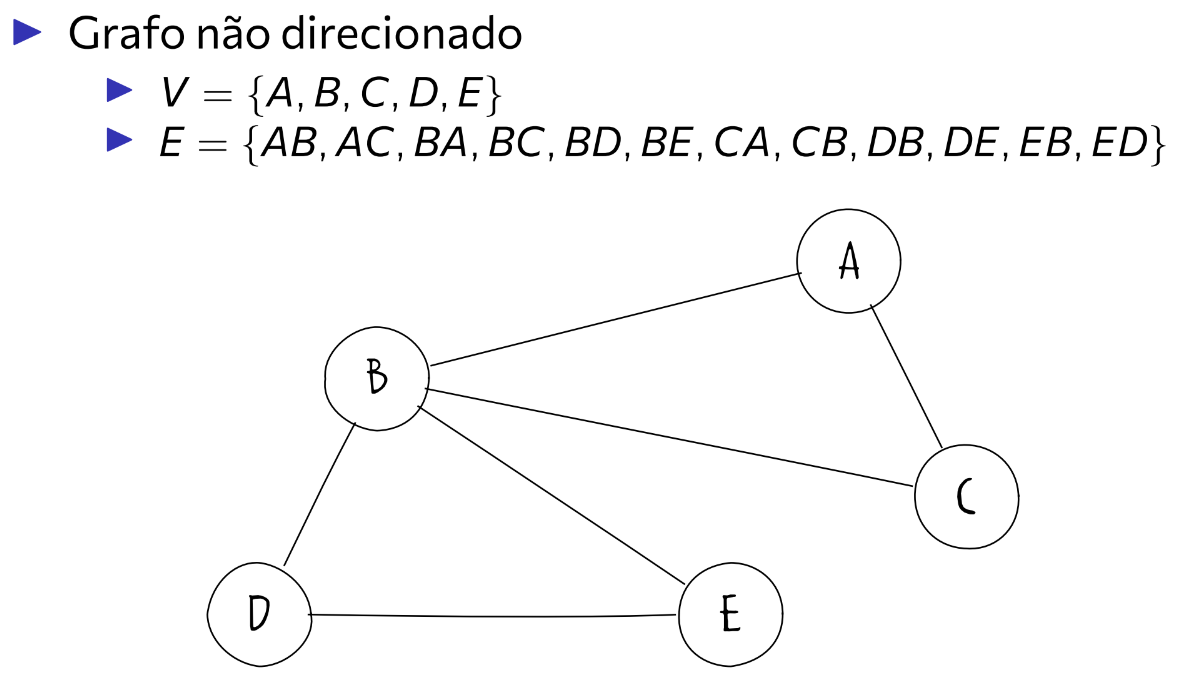 Grafo não direcionado
V = {A, B, C, D, E}
E = {AB, AC, BA, BC, BD, BE, CA, CB, DB, DE, EB, ED}
A
B
C
D
E